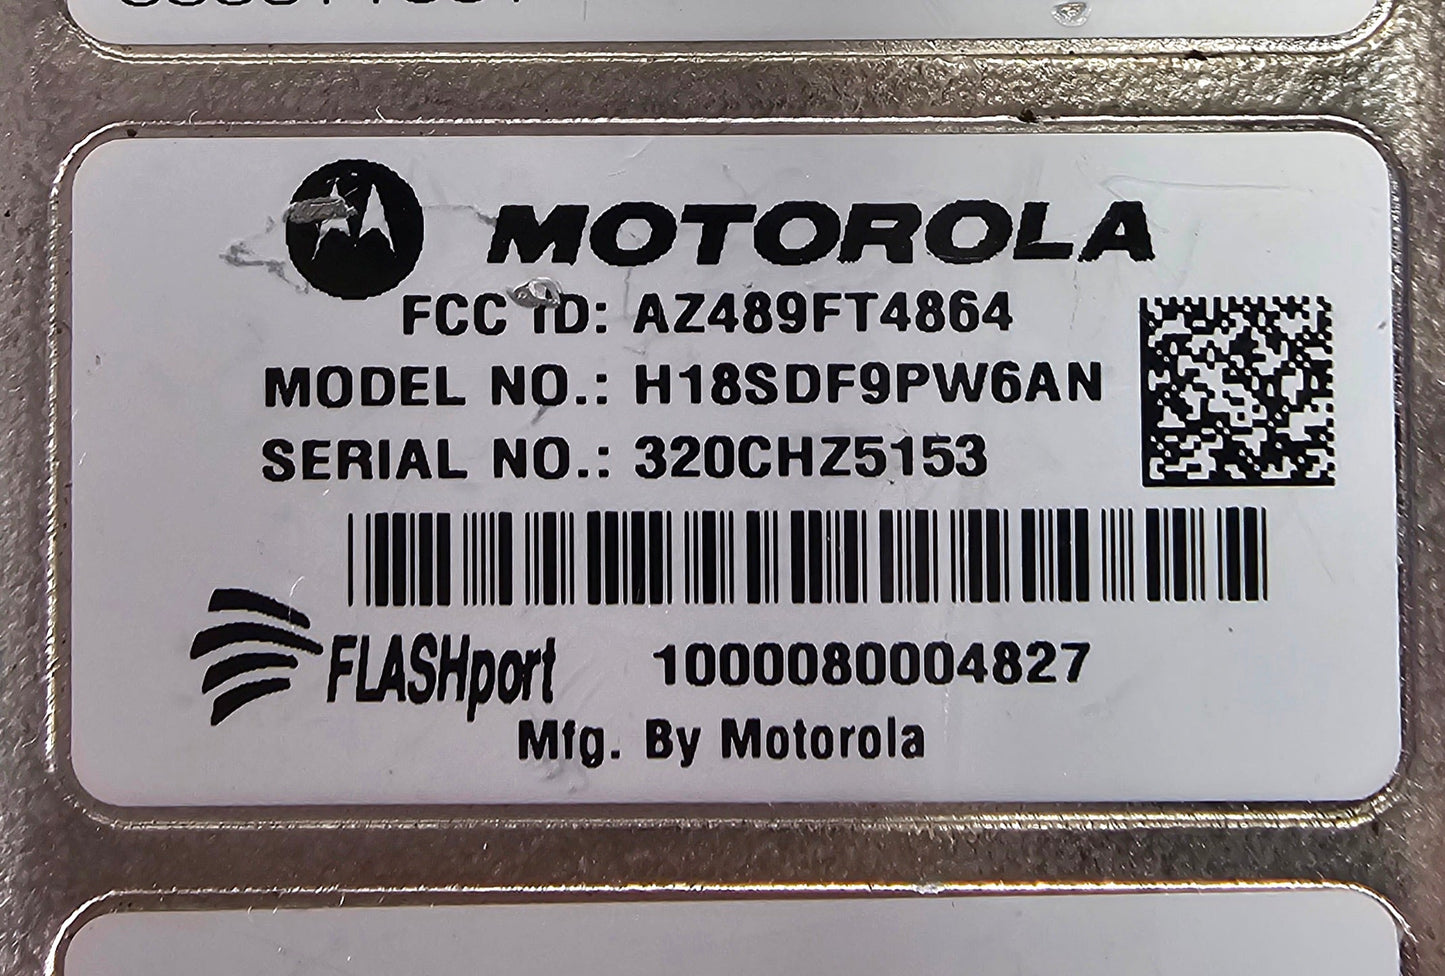 MOTOROLA
FCC ID: AZ489FT4864
MODEL NO.: H18SDF9PW6AN
SERIAL NO.: 320CHZ5153
FLASHport 1000080004827
Mfg. By Motorola